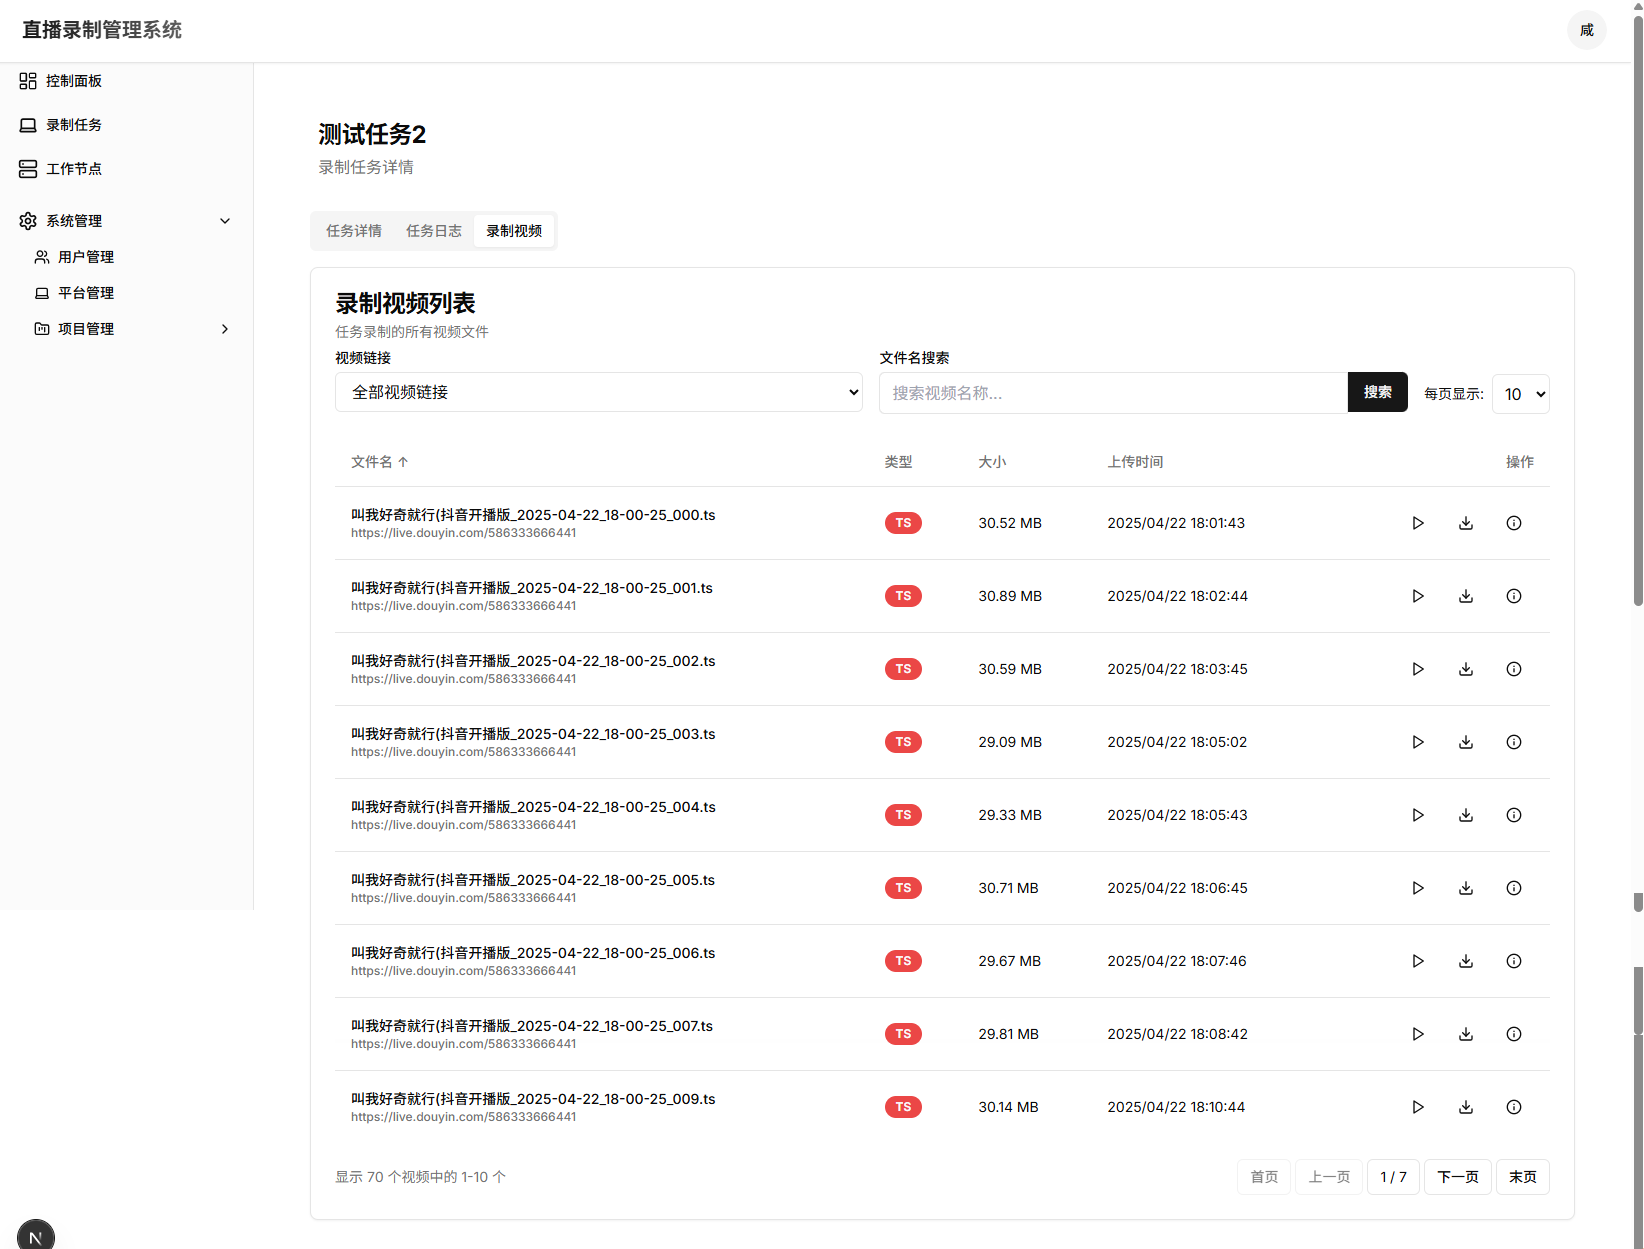 直播录制管理系统
咸
控制面板
录制任务
工作节点
系统管理
用户管理
平台管理
项目管理
测试任务2
录制任务详情
任务详情 任务日志 录制视频
录制视频列表
任务录制的所有视频文件
视频链接 文件名搜索
全部视频链接 搜索视频名称... 搜索 每页显示: 10
文件名 ↑ 类型 大小 上传时间 操作
叫我好奇就行(抖音开播版_2025-04-22_18-00-25_000.ts
https://live.douyin.com/586333666441
TS 30.52 MB 2025/04/22 18:01:43
叫我好奇就行(抖音开播版_2025-04-22_18-00-25_001.ts
https://live.douyin.com/586333666441
TS 30.89 MB 2025/04/22 18:02:44
叫我好奇就行(抖音开播版_2025-04-22_18-00-25_002.ts
https://live.douyin.com/586333666441
TS 30.59 MB 2025/04/22 18:03:45
叫我好奇就行(抖音开播版_2025-04-22_18-00-25_003.ts
https://live.douyin.com/586333666441
TS 29.09 MB 2025/04/22 18:05:02
叫我好奇就行(抖音开播版_2025-04-22_18-00-25_004.ts
https://live.douyin.com/586333666441
TS 29.33 MB 2025/04/22 18:05:43
叫我好奇就行(抖音开播版_2025-04-22_18-00-25_005.ts
https://live.douyin.com/586333666441
TS 30.71 MB 2025/04/22 18:06:45
叫我好奇就行(抖音开播版_2025-04-22_18-00-25_006.ts
https://live.douyin.com/586333666441
TS 29.67 MB 2025/04/22 18:07:46
叫我好奇就行(抖音开播版_2025-04-22_18-00-25_007.ts
https://live.douyin.com/586333666441
TS 29.81 MB 2025/04/22 18:08:42
叫我好奇就行(抖音开播版_2025-04-22_18-00-25_009.ts
https://live.douyin.com/586333666441
TS 30.14 MB 2025/04/22 18:10:44
显示 70 个视频中的 1-10 个 首页 上一页 1 / 7 下一页 末页
N